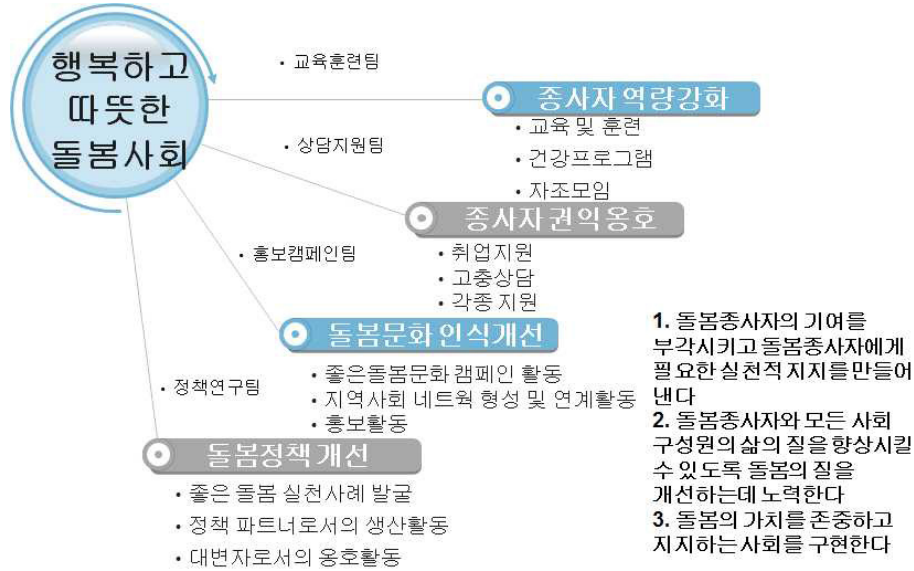 행복하고
따뜻한
돌봄사회
• 교육훈련팀
종사자 역량강화
• 교육 및 훈련
• 건강프로그램
• 자조모임
• 상담지원팀
종사자 권익옹호
• 취업지원
• 고충상담
• 각종 지원
• 홍보캠페인팀
돌봄문화 인식개선
• 좋은돌봄문화 캠페인 활동
• 지역사회 네트웍 형성 및 연계활동
• 홍보활동
• 정책연구팀
돌봄정책 개선
• 좋은 돌봄 실천사례 발굴
• 정책 파트너로서의 생산활동
• 대변자로서의 옹호활동
1. 돌봄종사자의 기여를
부각시키고 돌봄종사자에게
필요한 실천적 지지를 만들어
낸다
2. 돌봄종사자와 모든 사회
구성원의 삶의 질을 향상시킬
수 있도록 돌봄의 질을
개선하는데 노력한다
3. 돌봄의 가치를 존중하고
지지하는 사회를 구현한다